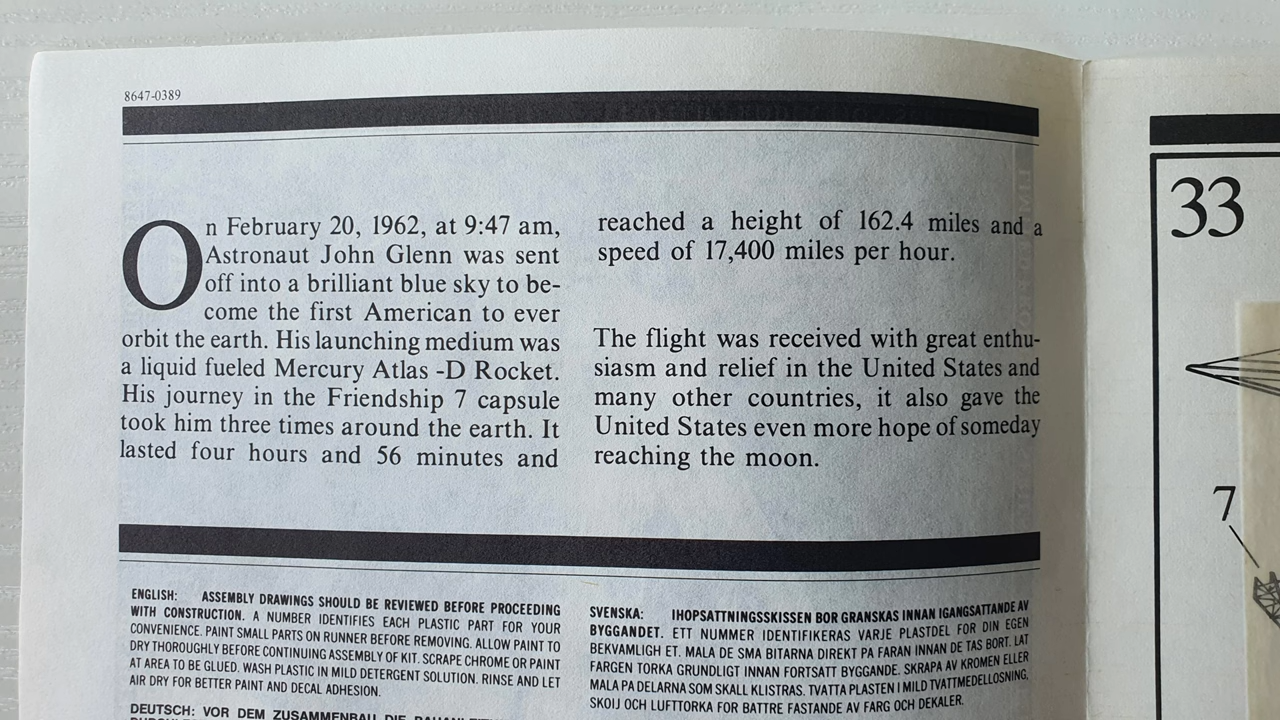 8647-0389
On February 20, 1962, at 9:47 am,
Astronaut John Glenn was sent
off into a brilliant blue sky to be-
come the first American to ever
orbit the earth. His launching medium was
a liquid fueled Mercury Atlas -D Rocket.
His journey in the Friendship 7 capsule
took him three times around the earth. It
lasted four hours and 56 minutes and
reached a height of 162.4 miles and a
speed of 17,400 miles per hour.
The flight was received with great enthu-
siasm and relief in the United States and
many other countries, it also gave the
United States even more hope of someday
reaching the moon.
ENGLISH: ASSEMBLY DRAWINGS SHOULD BE REVIEWED BEFORE PROCEEDING
WITH CONSTRUCTION. A NUMBER IDENTIFIES EACH PLASTIC PART FOR YOUR
CONVENIENCE. PAINT SMALL PARTS ON RUNNER BEFORE REMOVING. ALLOW PAINT TO
DRY THOROUGHLY BEFORE CONTINUING ASSEMBLY OF KIT. SCRAPE CHROME OR PAINT
AT AREA TO BE GLUED. WASH PLASTIC IN MILD DETERGENT SOLUTION. RINSE AND LET
AIR DRY FOR BETTER PAINT AND DECAL ADHESION.
DEUTSCH: VOR DEM ZUSAMMENBAU DIE
SVENSKA: IHOPSATTNINGSSKISSEN BOR GRANSKAS INNAN IGANGSATTANDE AV
BYGGANDET. ETT NUMMER IDENTIFIKERAS VARJE PLASTDEL FOR DIN EGEN
BEKVAMLIGH ET. MALA DE SMA BITARNA DIREKT PA FARAN INNAN DE TAS BORT. LAT
FARGEN TORKA GRUNDLIGT INNAN FORTSATT BYGGANDE. SKRAPA AV KROMEN ELLER
MALA PA DELARNA SOM SKALL KLISTRAS. TVATTA PLASTEN I MILD TVATTMEDELLOSNING,
SKOIJ OCH LUFTTORKA FOR BATTRE FASTANDE AV FARG OCH DEKALER.
33
7